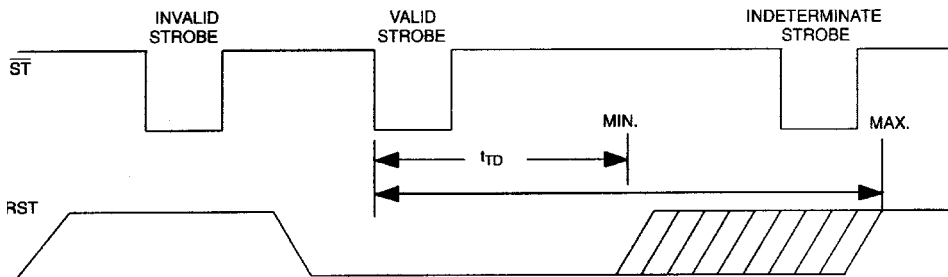 INVALID
STROBE
VALID
STROBE
INDETERMINATE
STROBE
ST
MIN.
MAX.
tTD
RST